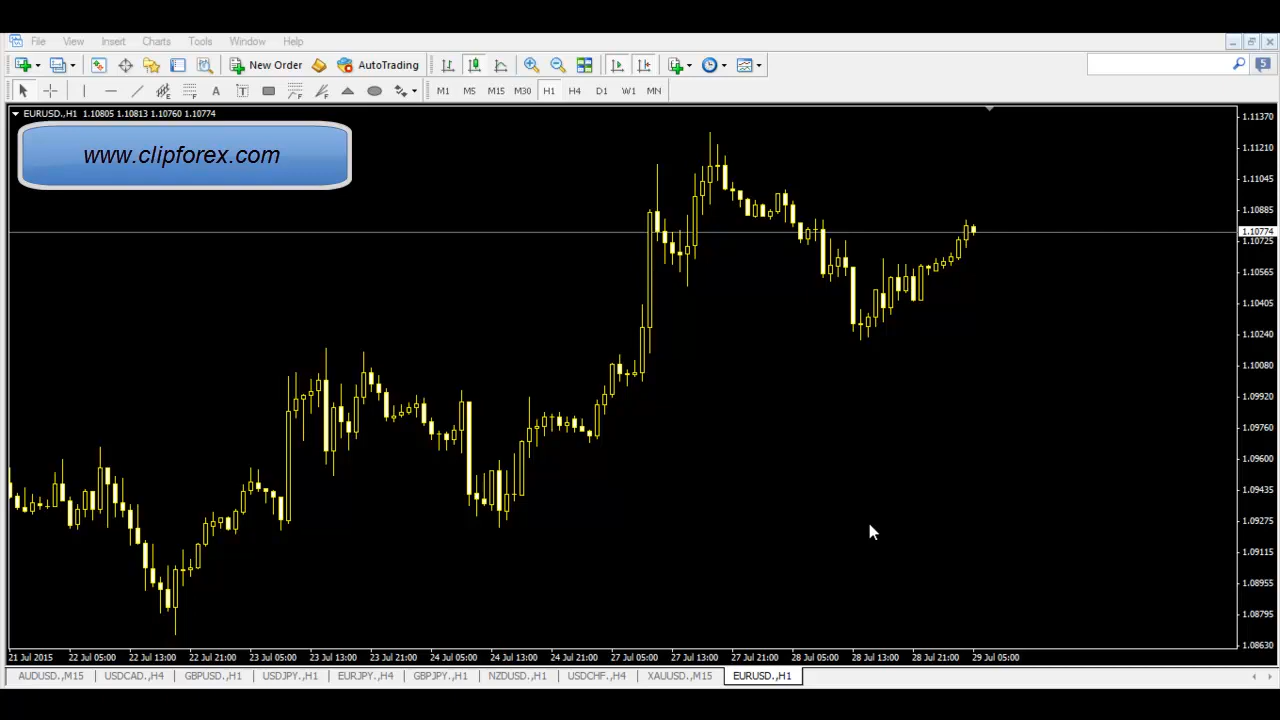 File View Insert Charts Tools Window Help
New Order AutoTrading 5
A T M1 M5 M15 M30 H1 H4 D1 W1 MN
EURUSD.,H1 1.10805 1.10813 1.10760 1.10774
www.clipforex.com
1.11370
1.11210
1.11045
1.10885
1.10774
1.10725
1.10565
1.10405
1.10240
1.10080
1.09920
1.09760
1.09600
1.09435
1.09275
1.09115
1.08955
1.08795
1.08630
21 Jul 2015 22 Jul 05:00 22 Jul 13:00 22 Jul 21:00 23 Jul 05:00 23 Jul 13:00 23 Jul 21:00 24 Jul 05:00 24 Jul 13:00 24 Jul 21:00 27 Jul 05:00 27 Jul 13:00 27 Jul 21:00 28 Jul 05:00 28 Jul 13:00 28 Jul 21:00 29 Jul 05:00
AUDUSD.,M15 USDCAD.,H4 GBPUSD.,H1 USDJPY.,H1 EURJPY.,H4 GBPJPY.,H1 NZDUSD.,H1 USDCHF.,H4 XAUUSD.,M15 EURUSD.,H1